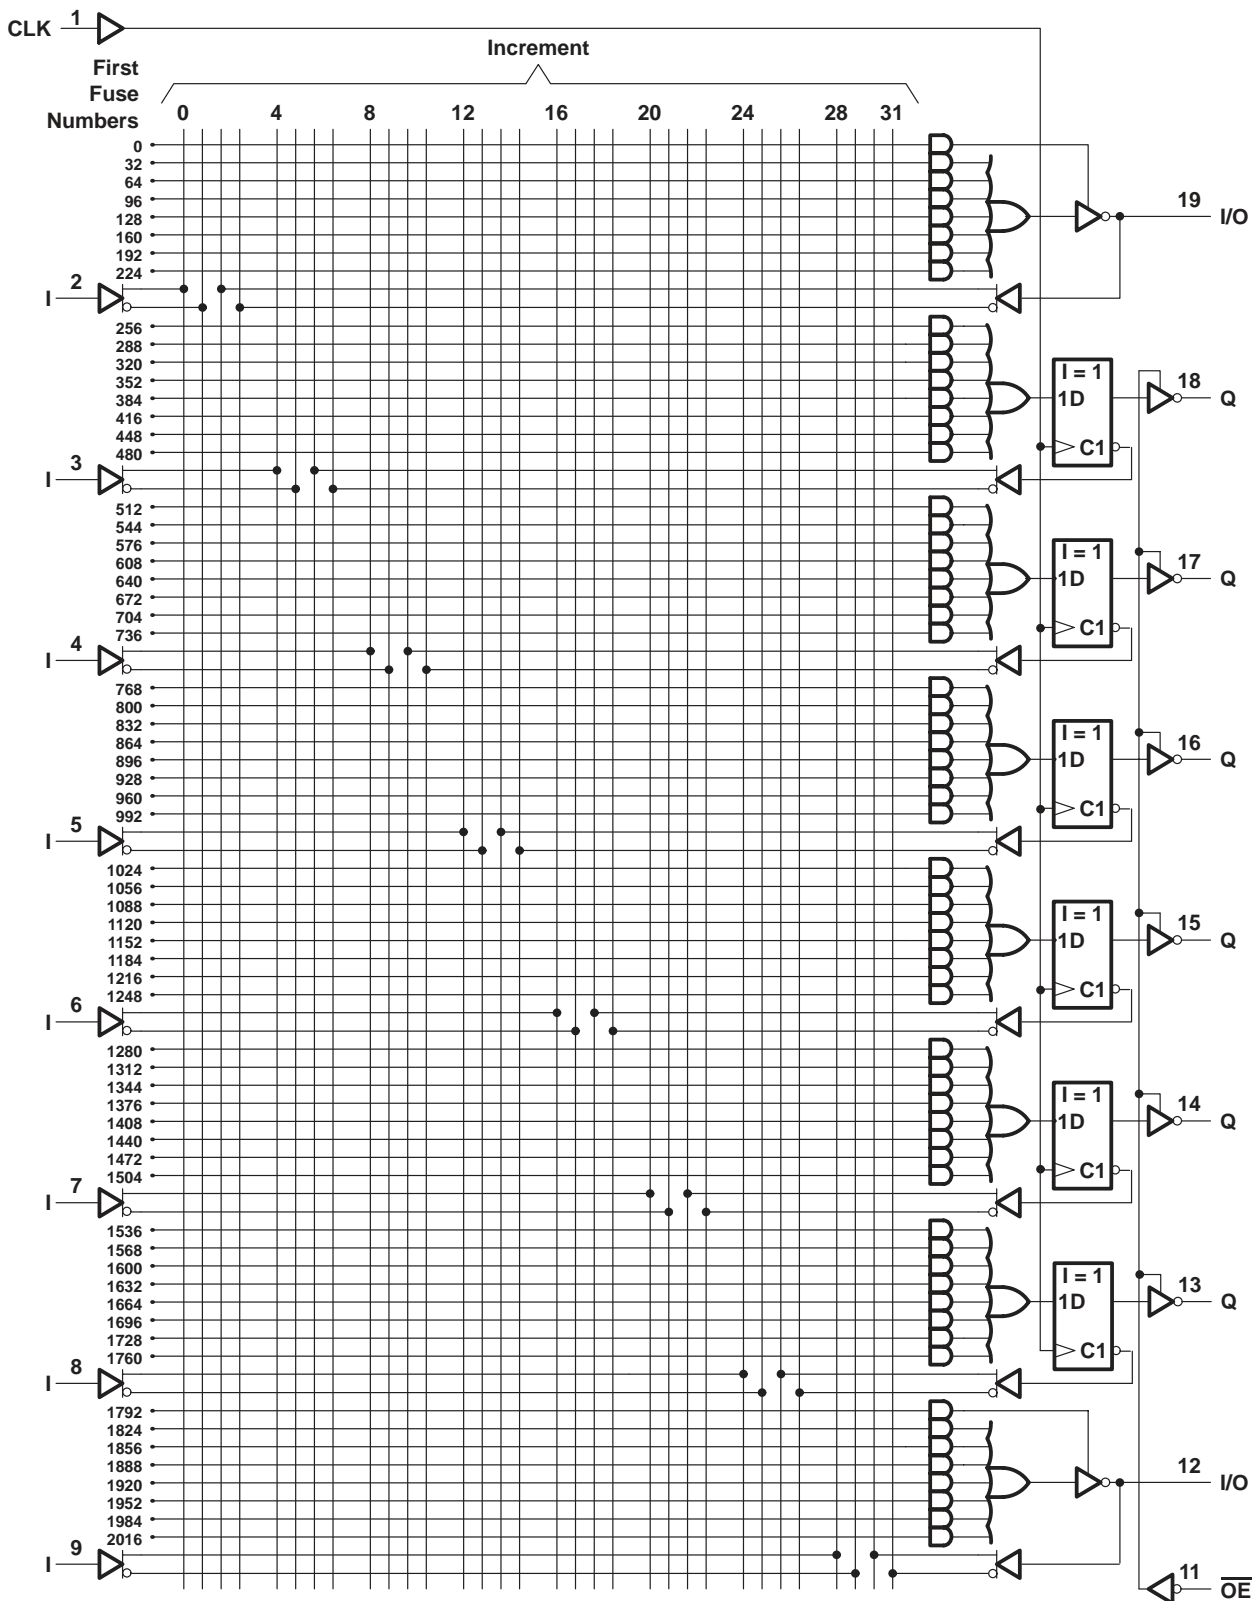 CLK 1
Increment
First
Fuse
Numbers
0 4 8 12 16 20 24 28 31
0
32
64
96
128
160
192
224
19 I/O
I 2
256
288
320
352
384
416
448
480
I = 1
1D
C1
18 Q
I 3
512
544
576
608
640
672
704
736
I = 1
1D
C1
17 Q
I 4
768
800
832
864
896
928
960
992
I = 1
1D
C1
16 Q
I 5
1024
1056
1088
1120
1152
1184
1216
1248
I = 1
1D
C1
15 Q
I 6
1280
1312
1344
1376
1408
1440
1472
1504
I = 1
1D
C1
14 Q
I 7
1536
1568
1600
1632
1664
1696
1728
1760
I = 1
1D
C1
13 Q
I 8
1792
1824
1856
1888
1920
1952
1984
2016
12 I/O
I 9
11 O̅E̅